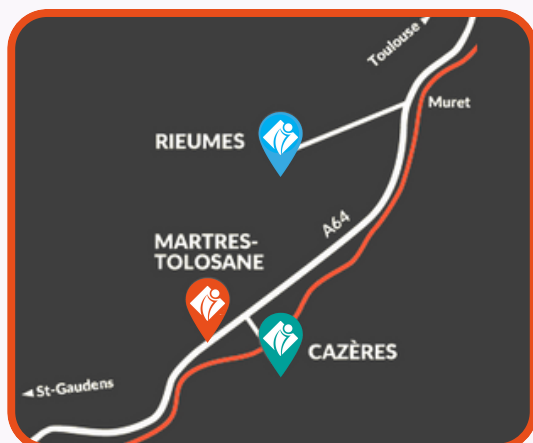 Toulouse
Muret
RIEUMES
A64
MARTRES-
TOLOSANE
CAZÈRES
St-Gaudens